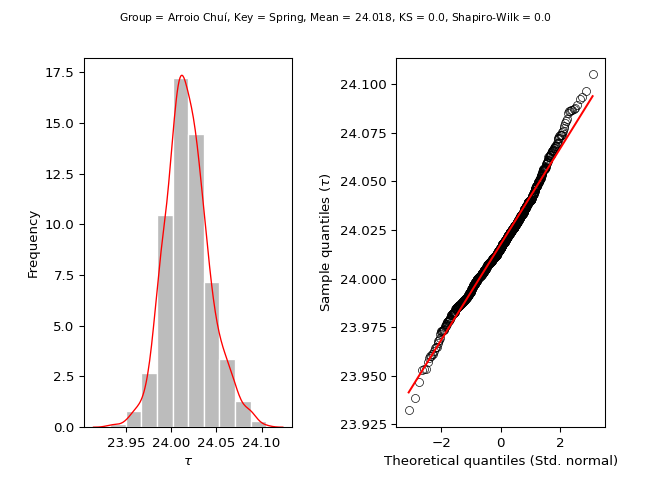 Group = Arroio Chuí, Key = Spring, Mean = 24.018, KS = 0.0, Shapiro-Wilk = 0.0
Frequency
17.5
15.0
12.5
10.0
7.5
5.0
2.5
0.0
23.95 24.00 24.05 24.10
τ
Sample quantiles (τ)
24.100
24.075
24.050
24.025
24.000
23.975
23.950
23.925
−2 0 2
Theoretical quantiles (Std. normal)